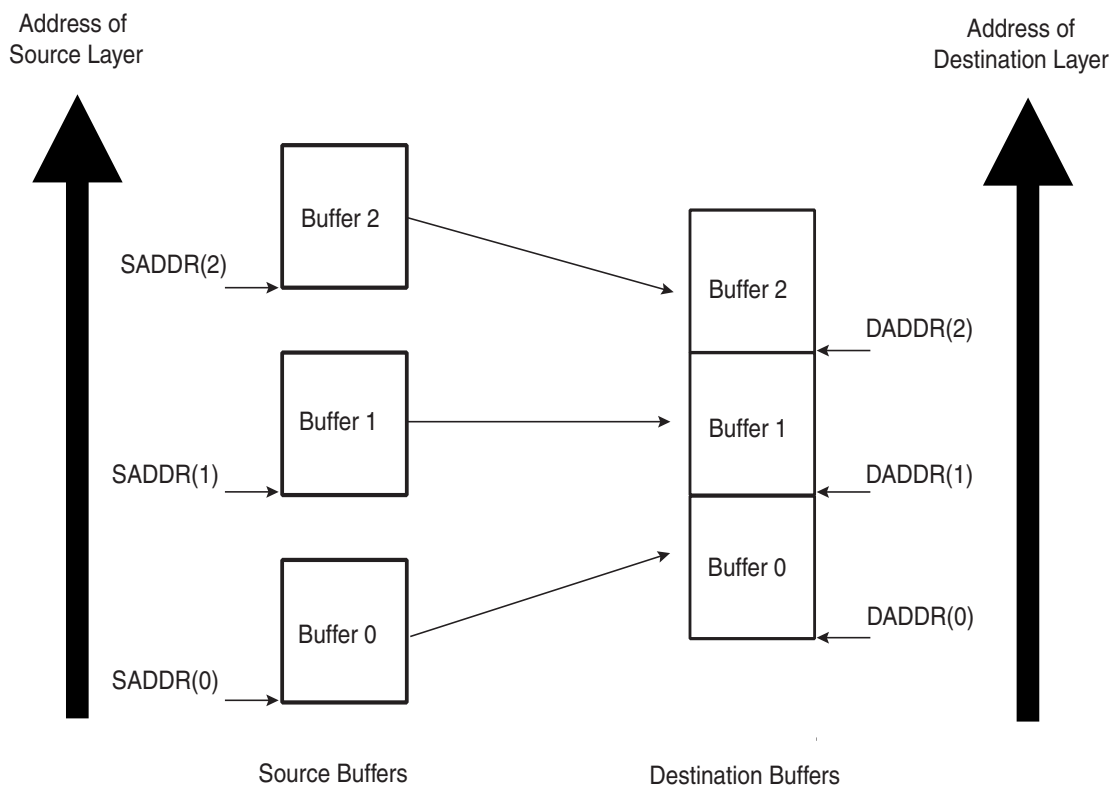 Address of
Source Layer
Address of
Destination Layer
Buffer 2
SADDR(2)
Buffer 2
DADDR(2)
Buffer 1
Buffer 1
SADDR(1)
DADDR(1)
Buffer 0
Buffer 0
DADDR(0)
SADDR(0)
Source Buffers
Destination Buffers